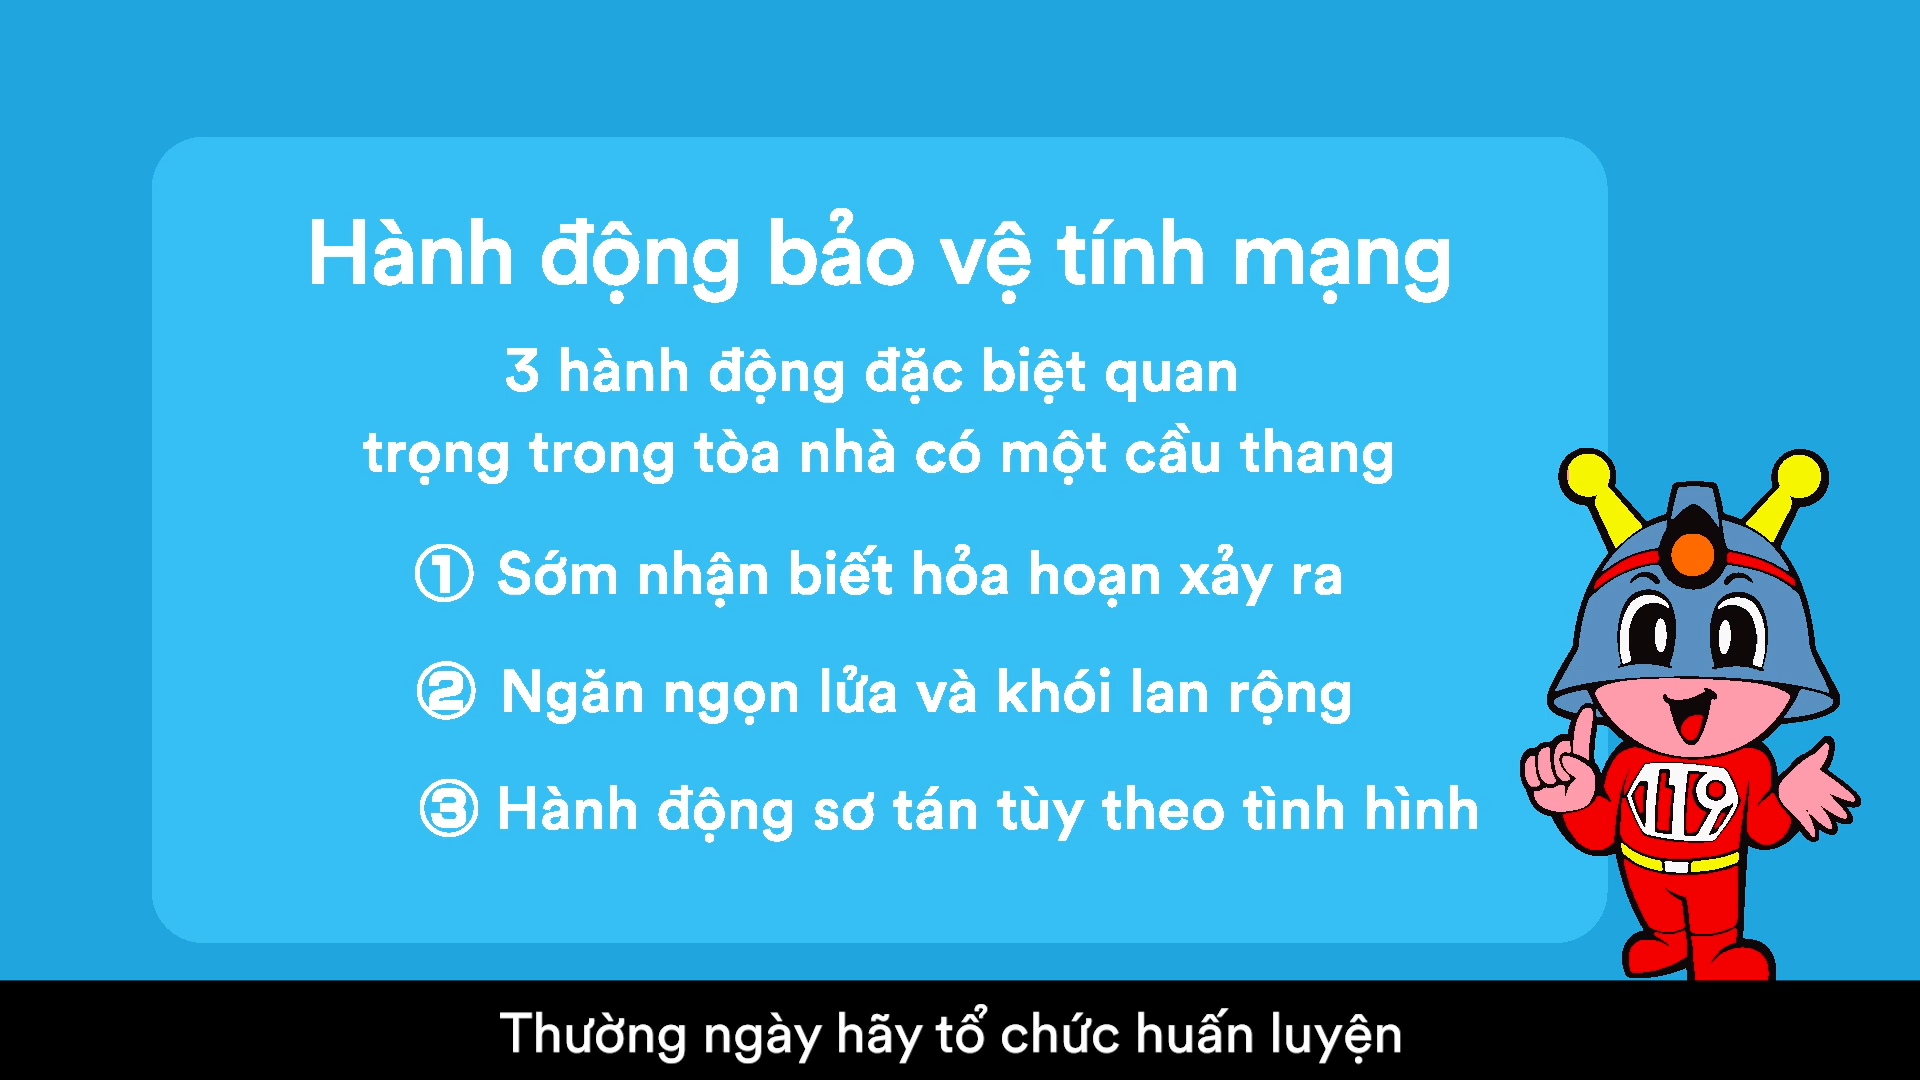 Hành động bảo vệ tính mạng
3 hành động đặc biệt quan
trọng trong tòa nhà có một cầu thang
① Sớm nhận biết hỏa hoạn xảy ra
② Ngăn ngọn lửa và khói lan rộng
③ Hành động sơ tán tùy theo tình hình
119
Thường ngày hãy tổ chức huấn luyện